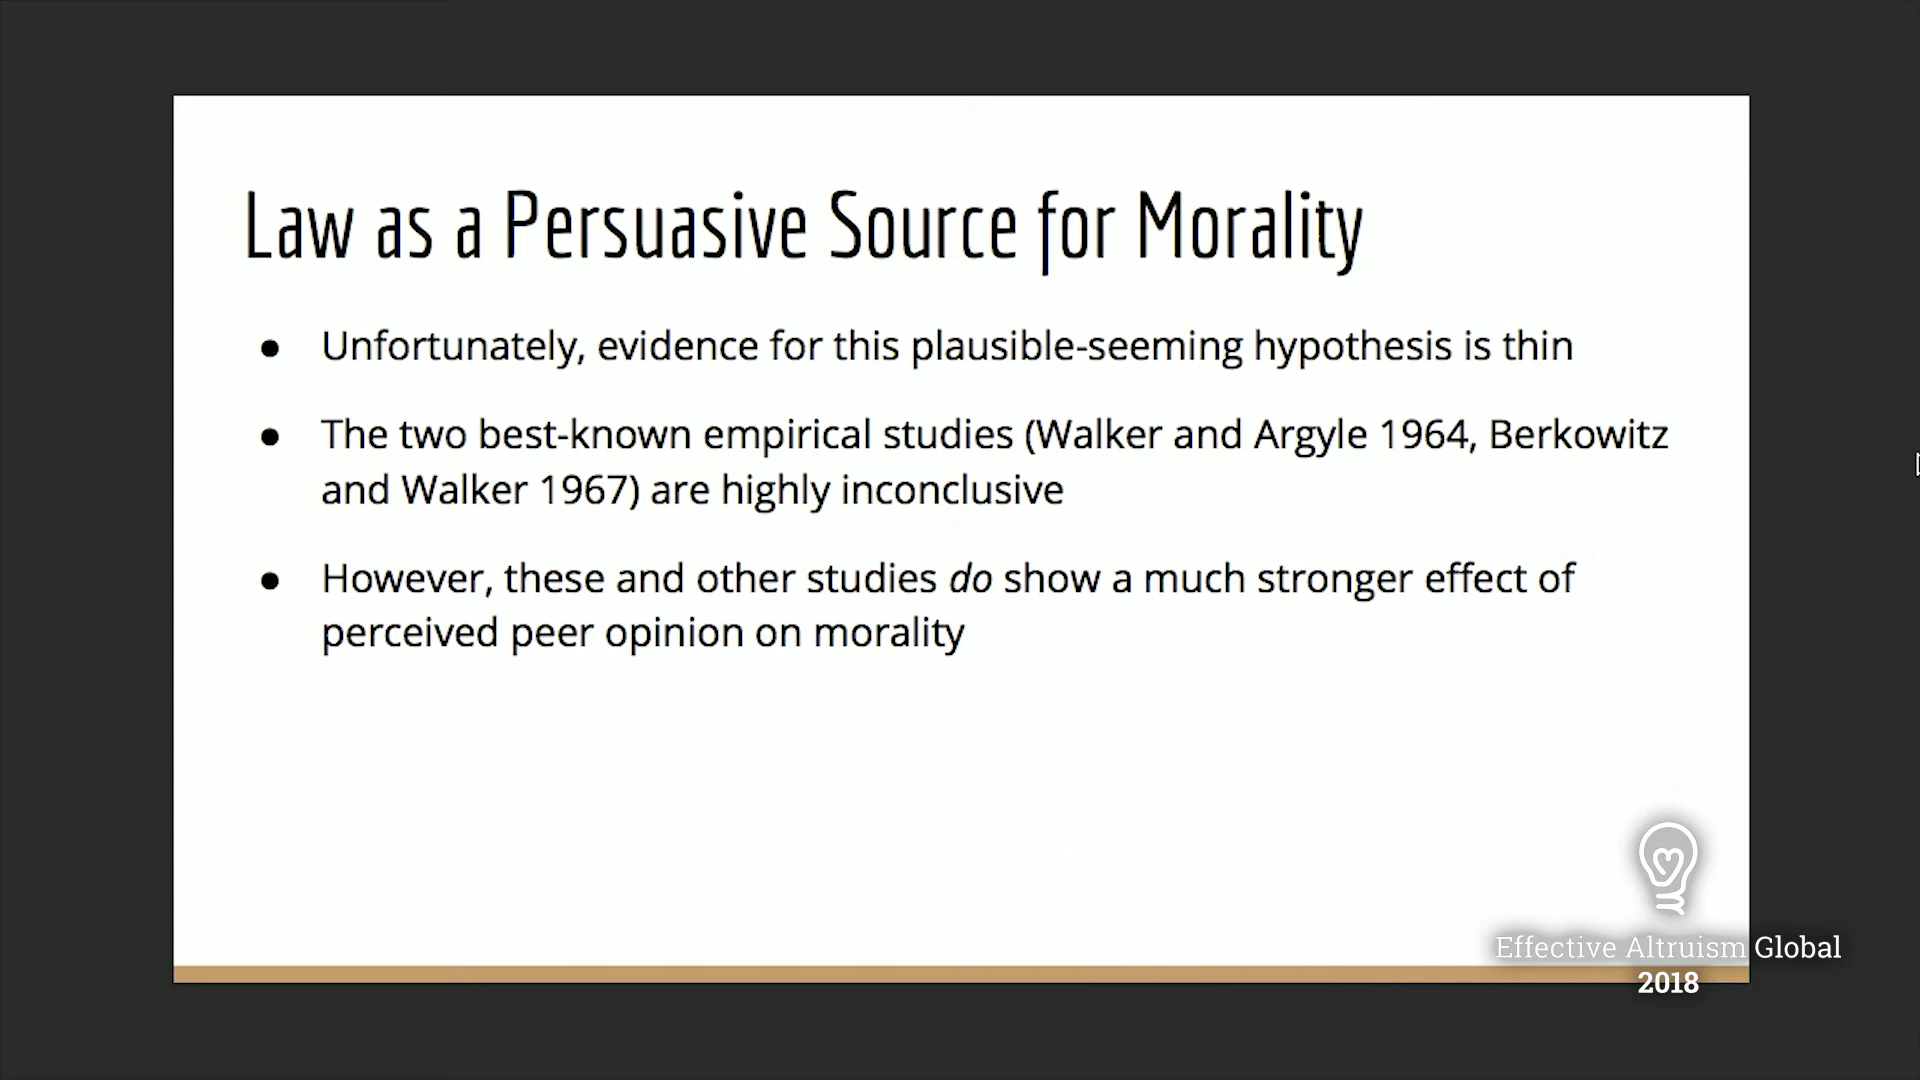 Law as a Persuasive Source for Morality
● Unfortunately, evidence for this plausible-seeming hypothesis is thin
● The two best-known empirical studies (Walker and Argyle 1964, Berkowitz
and Walker 1967) are highly inconclusive
● However, these and other studies do show a much stronger effect of
perceived peer opinion on morality
Effective Altruism Global
2018